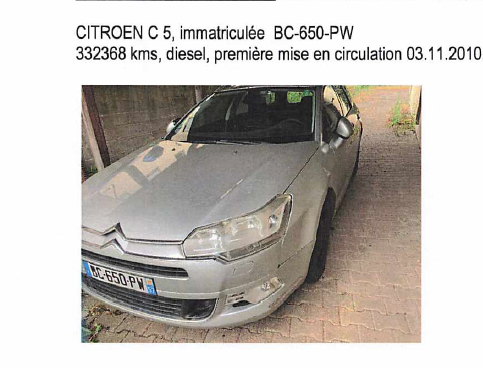 CITROEN C 5, immatriculée BC-650-PW
332368 kms, diesel, première mise en circulation 03.11.2010
BC-650-PW